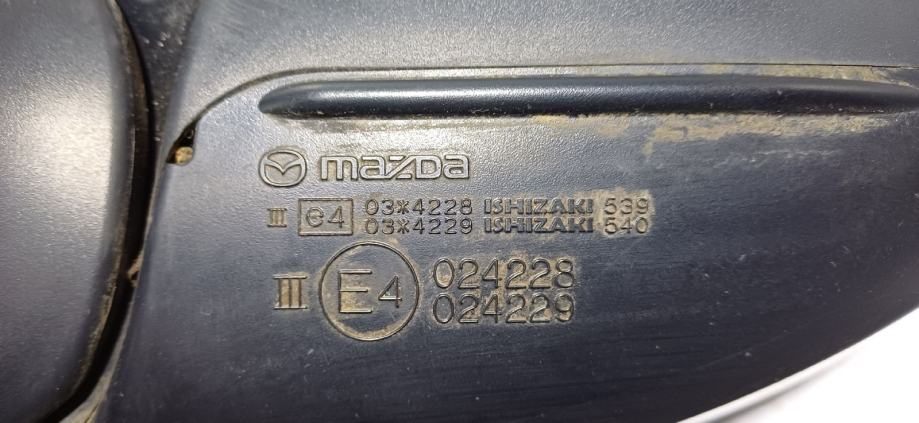 mazda
III e4 03*4228 ISHIZAKI 539
03*4229 ISHIZAKI 540
III E4 024228
024229